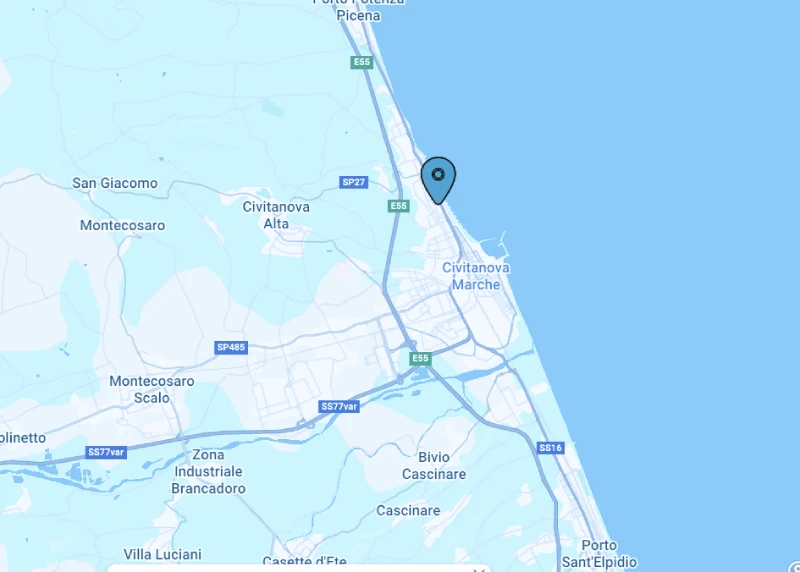 Porto Potenza
Picena
E55
San Giacomo
SP27
Civitanova
Alta
E55
Montecosaro
Civitanova
Marche
SP485
E55
Montecosaro
Scalo
SS77var
olinetto
SS77var
SS16
Zona
Industriale
Brancadoro
Bivio
Cascinare
Cascinare
Villa Luciani
Casette d'Ete
Porto
Sant'Elpidio